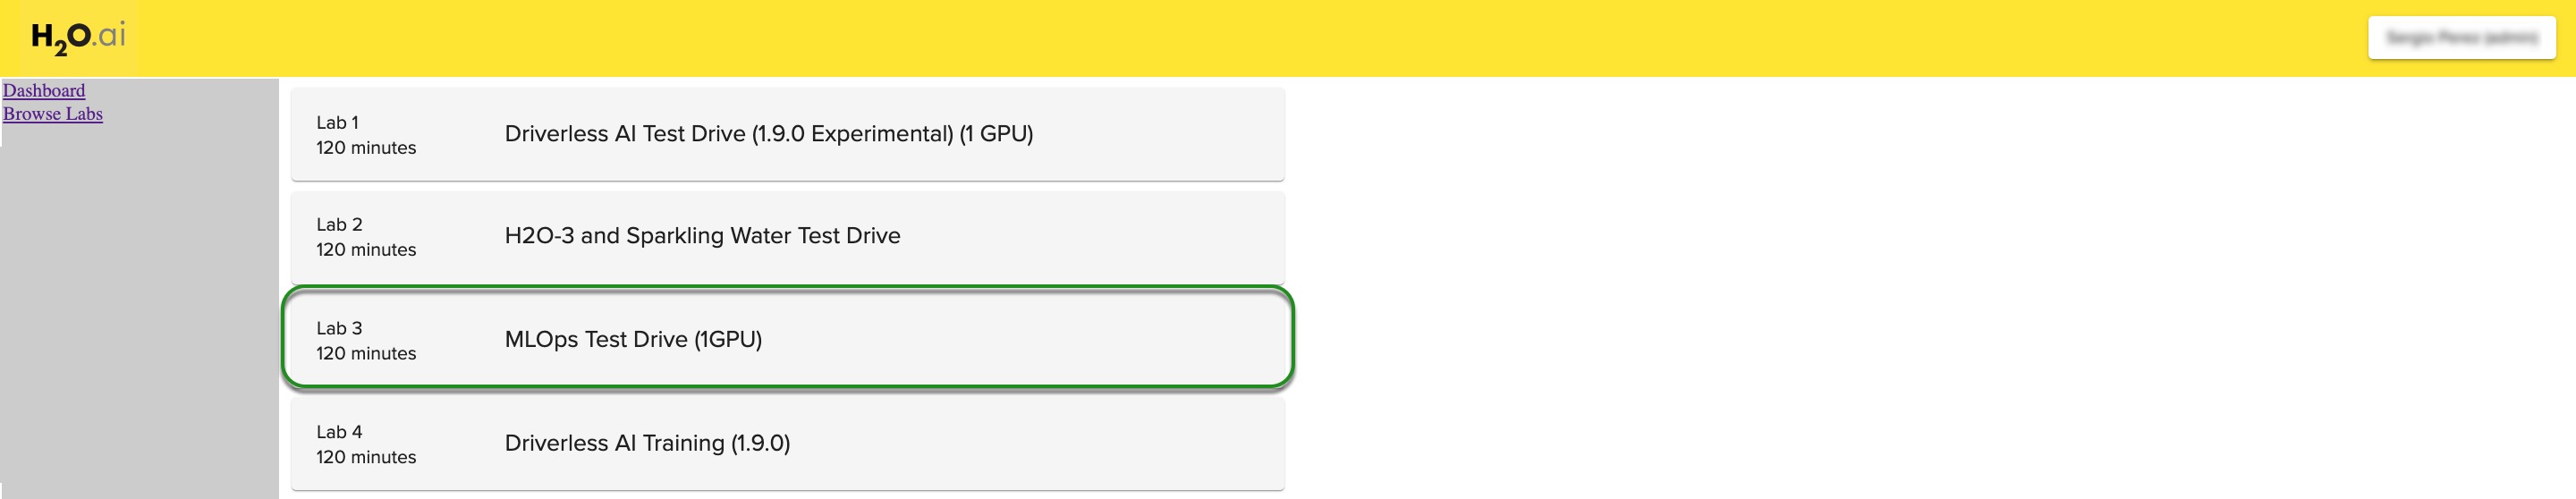 H2O.ai
Dashboard
Browse Labs
Lab 1
120 minutes
Driverless AI Test Drive (1.9.0 Experimental) (1 GPU)
Lab 2
120 minutes
H2O-3 and Sparkling Water Test Drive
Lab 3
120 minutes
MLOps Test Drive (1GPU)
Lab 4
120 minutes
Driverless AI Training (1.9.0)